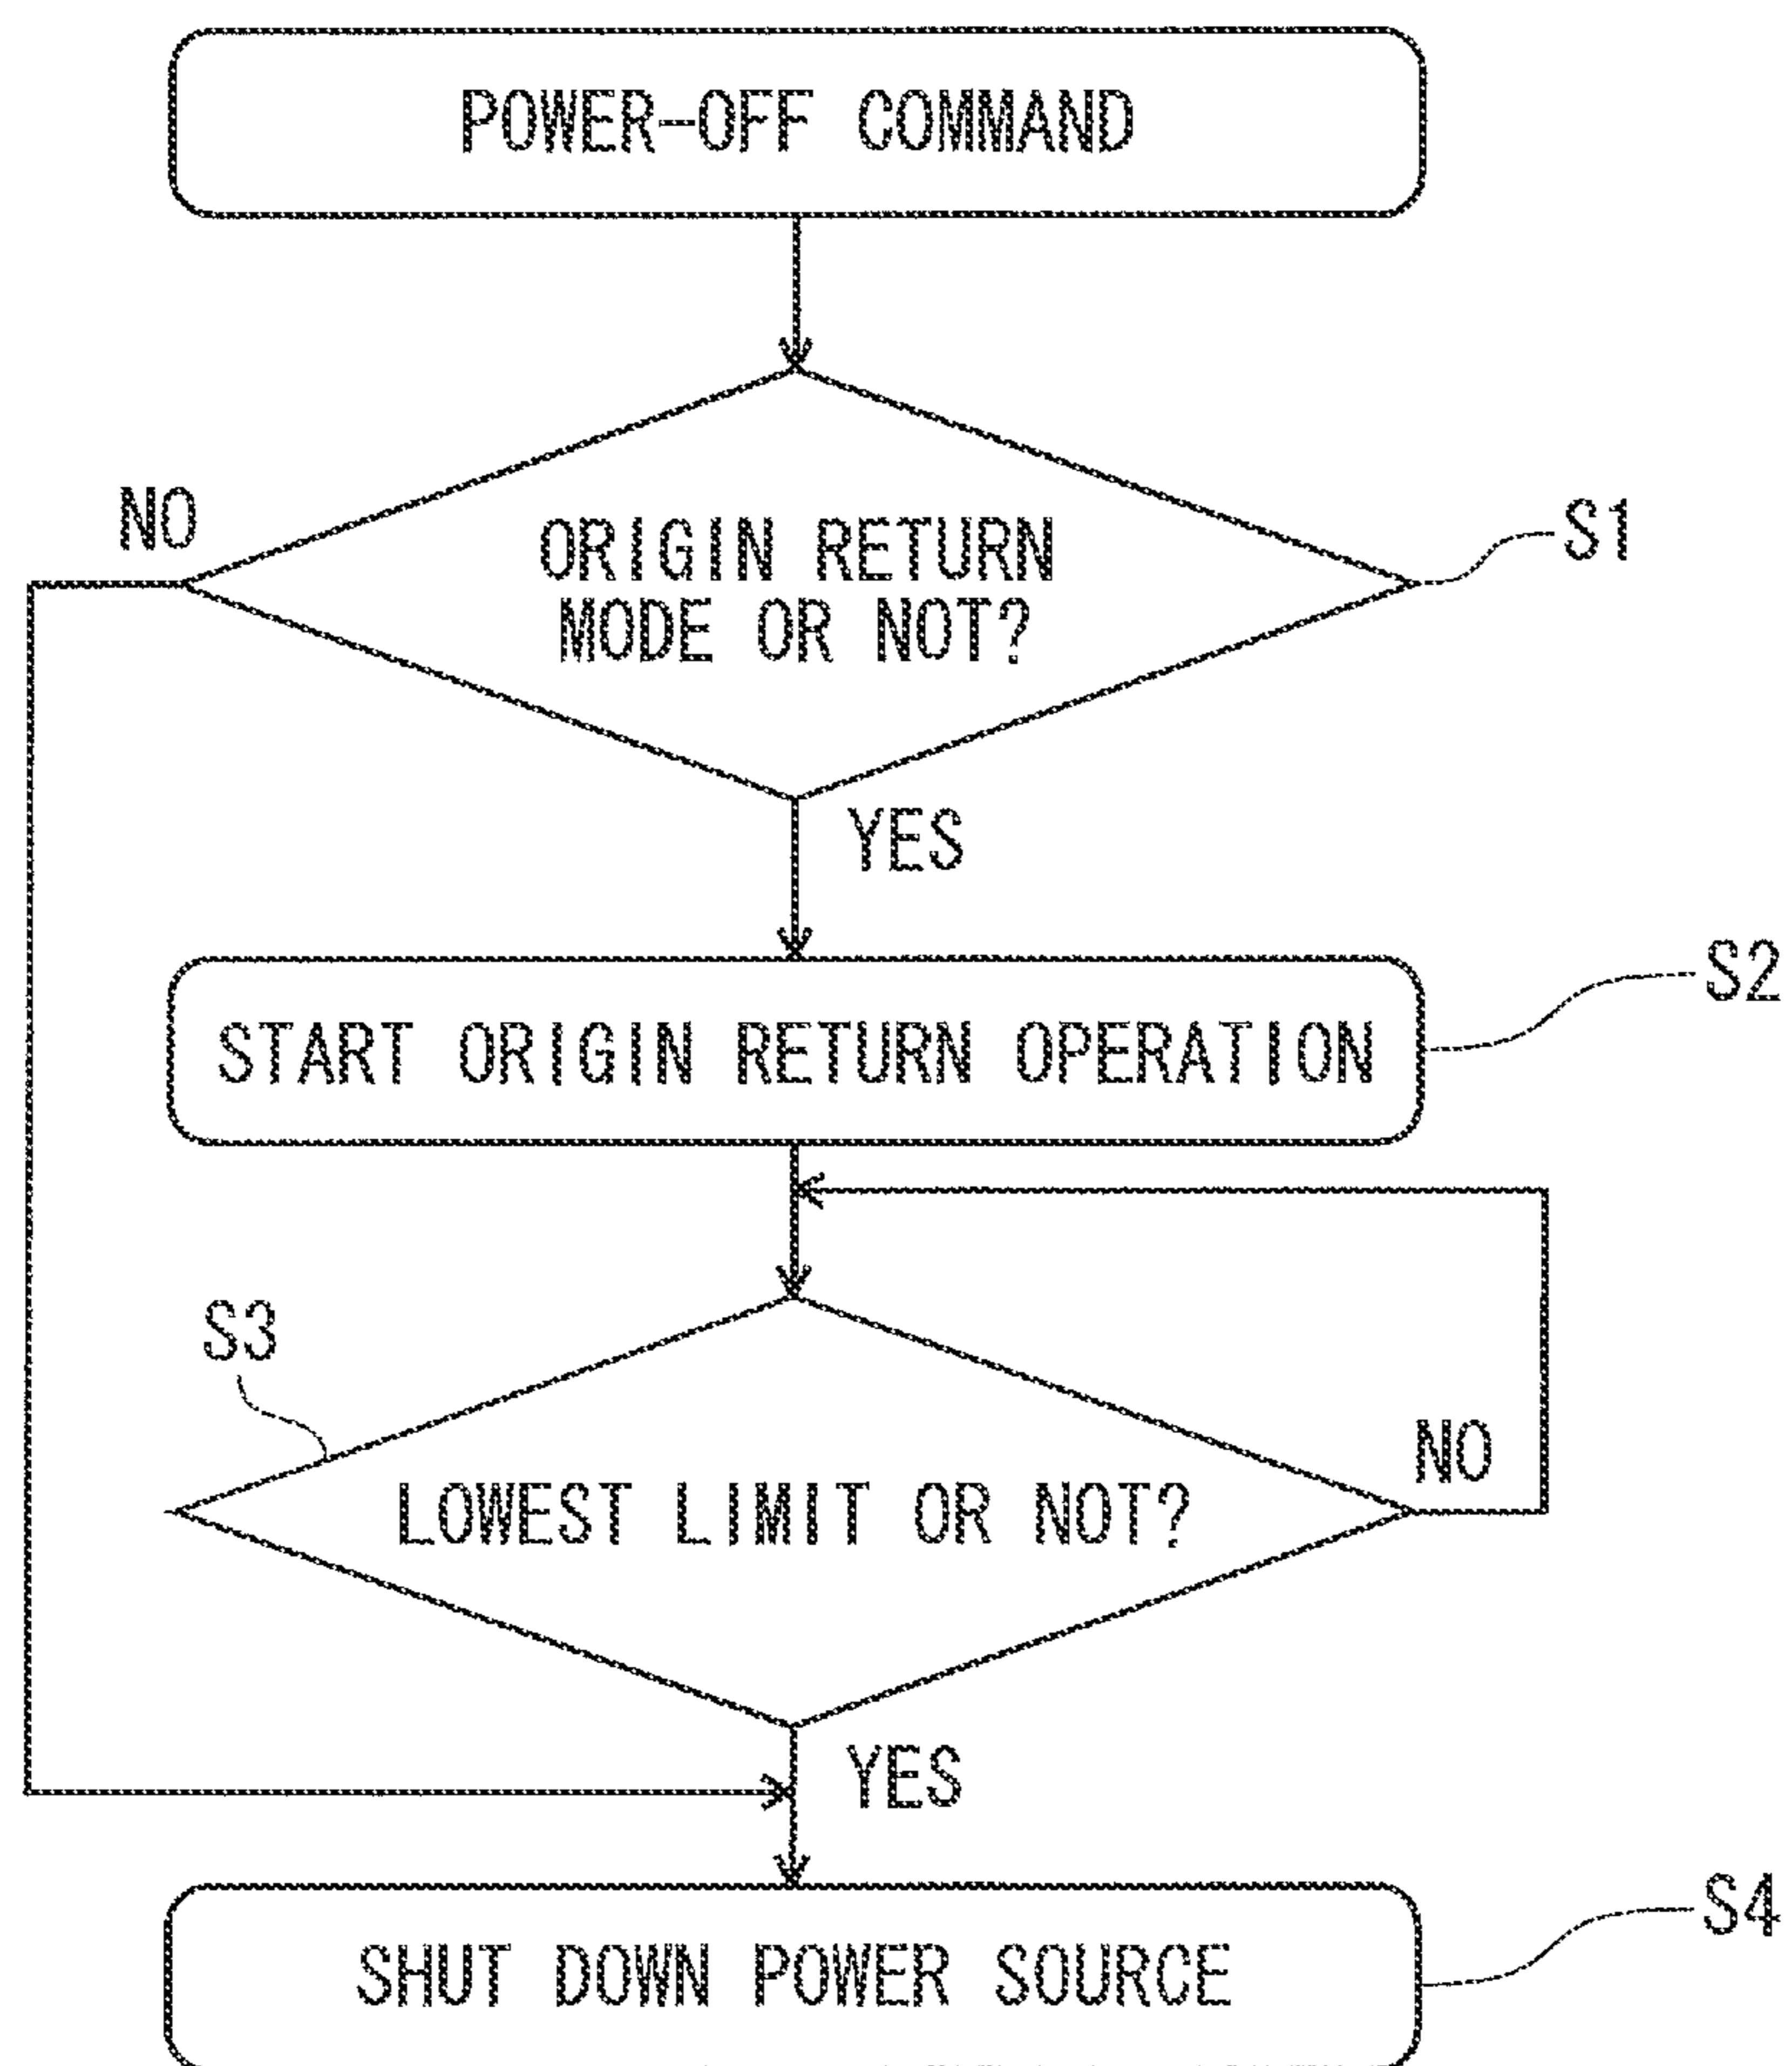 POWER-OFF COMMAND
NO
ORIGIN RETURN
MODE OR NOT?
S1
YES
START ORIGIN RETURN OPERATION
S2
S3
LOWEST LIMIT OR NOT?
NO
YES
SHUT DOWN POWER SOURCE
S4